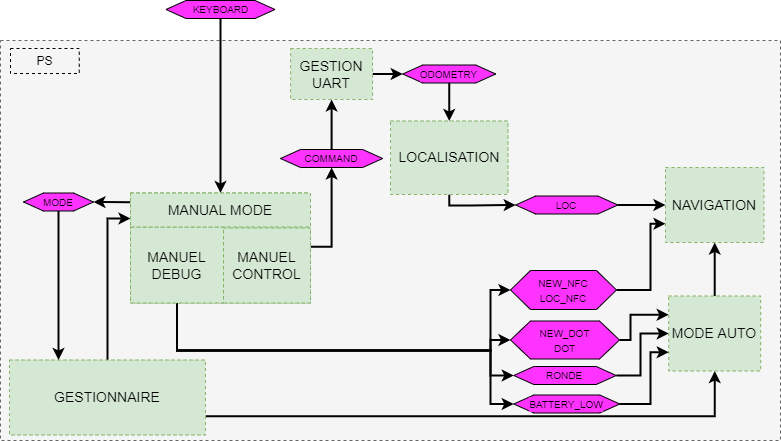 KEYBOARD
PS
GESTION
UART
ODOMETRY
COMMAND
LOCALISATION
MODE
MANUAL MODE
LOC
NAVIGATION
MANUEL
DEBUG
MANUEL
CONTROL
NEW_NFC
LOC_NFC
NEW_DOT
DOT
MODE AUTO
RONDE
GESTIONNAIRE
BATTERY_LOW